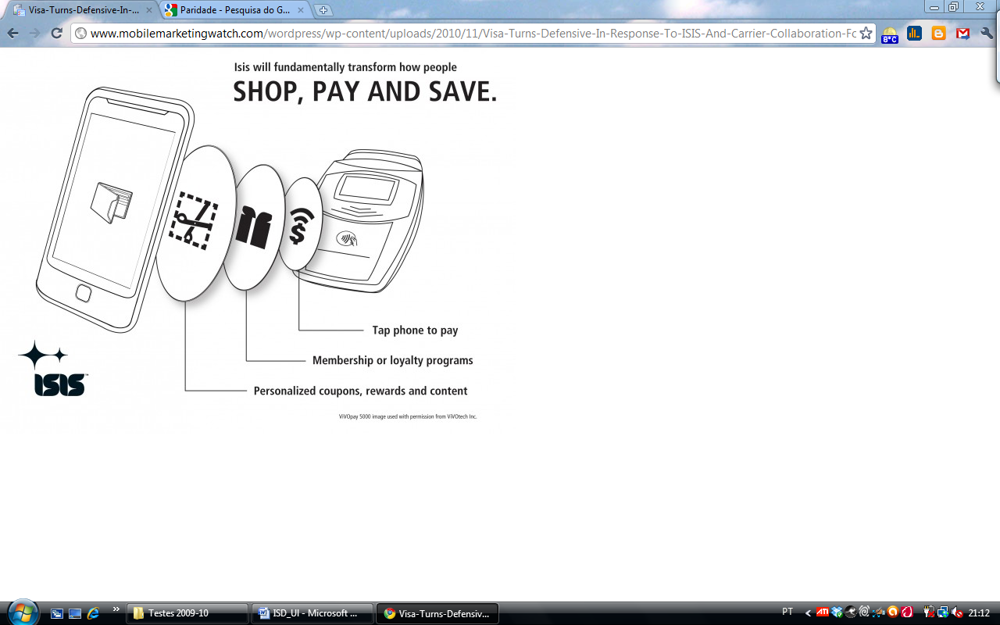 Visa-Turns-Defensive-In-...
Paridade - Pesquisa do G...
www.mobilemarketingwatch.com/wordpress/wp-content/uploads/2010/11/Visa-Turns-Defensive-In-Response-To-ISIS-And-Carrier-Collaboration-Fc
8°C
Isis will fundamentally transform how people
SHOP, PAY AND SAVE.
$
Tap phone to pay
Membership or loyalty programs
Personalized coupons, rewards and content
ISIS™
ViVOpay 5000 image used with permission from ViVOtech Inc.
Testes 2009-10
ISD_UI - Microsoft ...
Visa-Turns-Defensiv...
PT
ATI
21:12